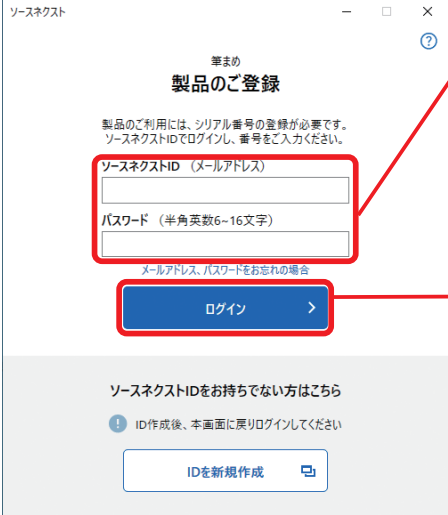 ソースネクスト
筆まめ
製品のご登録
製品のご利用には、シリアル番号の登録が必要です。
ソースネクストIDでログインし、番号をご入力ください。
ソースネクストID （メールアドレス）
パスワード （半角英数6~16文字）
メールアドレス、パスワードをお忘れの場合
ログイン
ソースネクストIDをお持ちでない方はこちら
ID作成後、本画面に戻りログインしてください
IDを新規作成